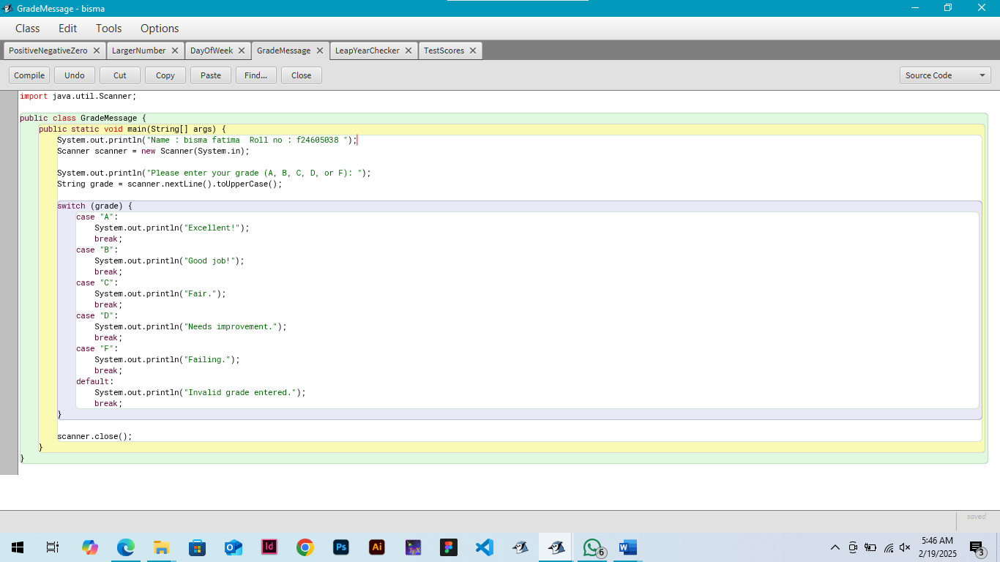 GradeMessage - bisma
Class Edit Tools Options
PositiveNegativeZero LargerNumber DayOfWeek GradeMessage LeapYearChecker TestScores
Compile Undo Cut Copy Paste Find... Close Source Code
import java.util.Scanner;
public class GradeMessage {
public static void main(String[] args) {
System.out.println("Name : bisma fatima  Roll no : f24605038 ");
Scanner scanner = new Scanner(System.in);
System.out.println("Please enter your grade (A, B, C, D, or F): ");
String grade = scanner.nextLine().toUpperCase();
switch (grade) {
case "A":
System.out.println("Excellent!");
break;
case "B":
System.out.println("Good job!");
break;
case "C":
System.out.println("Fair.");
break;
case "D":
System.out.println("Needs improvement.");
break;
case "F":
System.out.println("Failing.");
break;
default:
System.out.println("Invalid grade entered.");
break;
}
scanner.close();
}
}
saved
Id Ps Ai 6 W 5:46 AM
2/19/2025 3